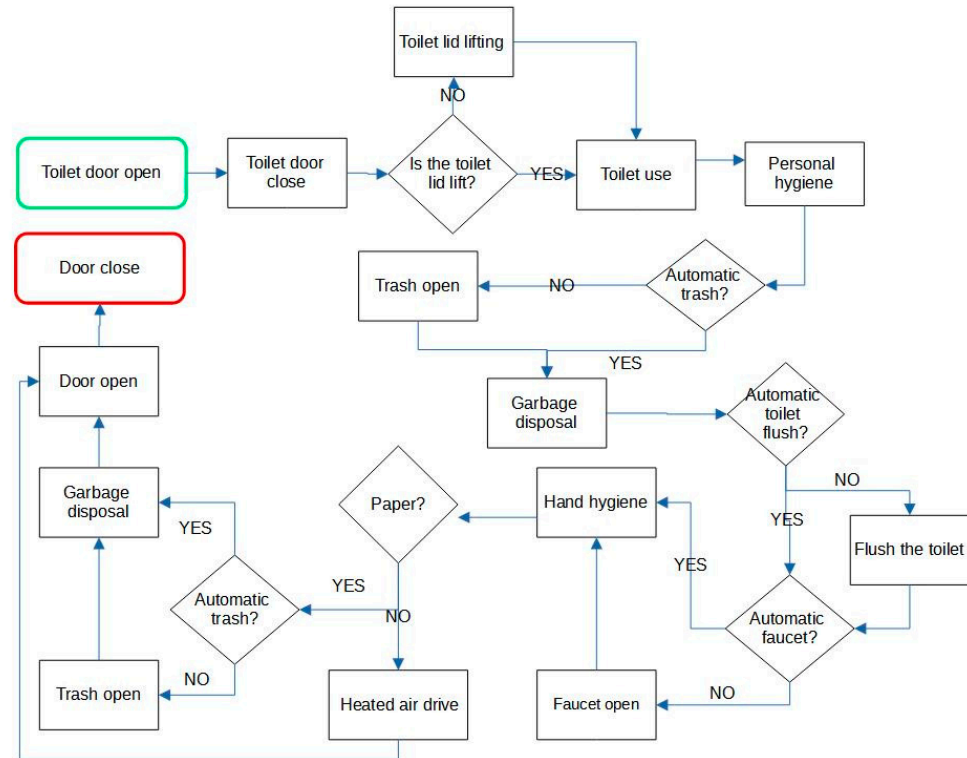 Toilet lid lifting
NO
Toilet door open
Toilet door
close
Is the toilet
lid lift?
YES
Toilet use
Personal
hygiene
Door close
Trash open
NO
Automatic
trash?
YES
Door open
Garbage
disposal
Automatic
toilet
flush?
NO
YES
Flush the toilet
Garbage
disposal
YES
Paper?
Hand hygiene
YES
Automatic
trash?
YES
NO
Automatic
faucet?
NO
Trash open
NO
Heated air drive
Faucet open